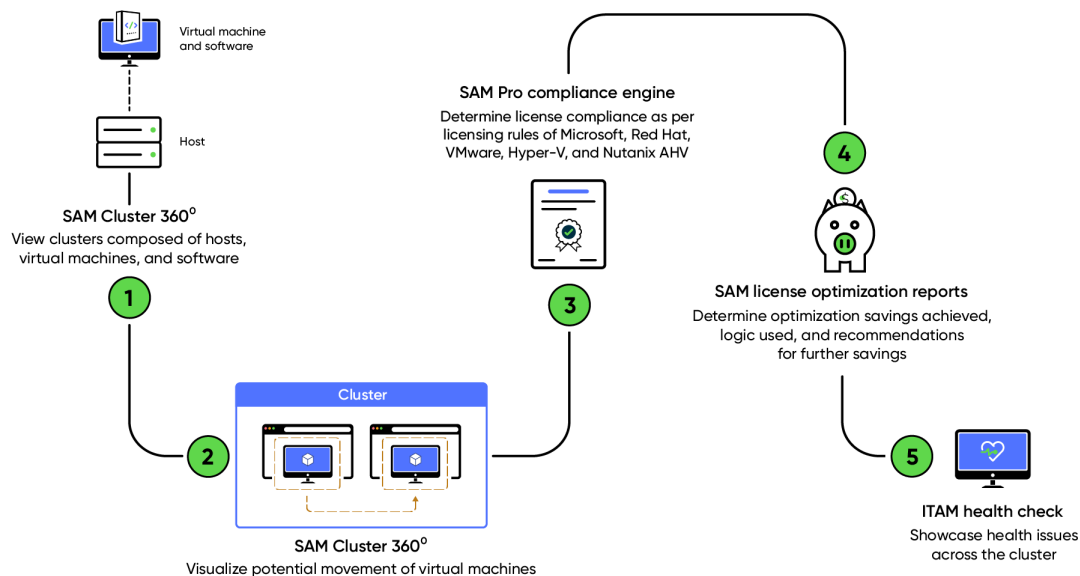 Virtual machine
and software
Host
SAM Cluster 360⁰
View clusters composed of hosts,
virtual machines, and software
1
2
Cluster
SAM Cluster 360⁰
Visualize potential movement of virtual machines
SAM Pro compliance engine
Determine license compliance as per
licensing rules of Microsoft, Red Hat,
VMware, Hyper-V, and Nutanix AHV
3
4
$
SAM license optimization reports
Determine optimization savings achieved,
logic used, and recommendations
for further savings
5
ITAM health check
Showcase health issues
across the cluster